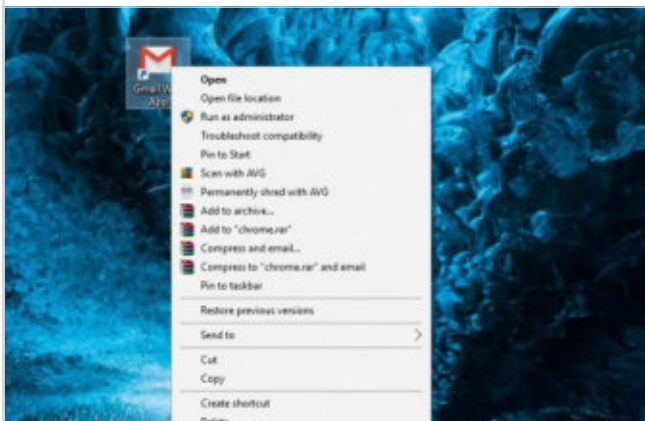 Gmail
App
Open
Open file location
Run as administrator
Troubleshoot compatibility
Pin to Start
Scan with AVG
Permanently shred with AVG
Add to archive...
Add to "chrome.rar"
Compress and email...
Compress to "chrome.rar" and email
Pin to taskbar
Restore previous versions
Send to
Cut
Copy
Create shortcut